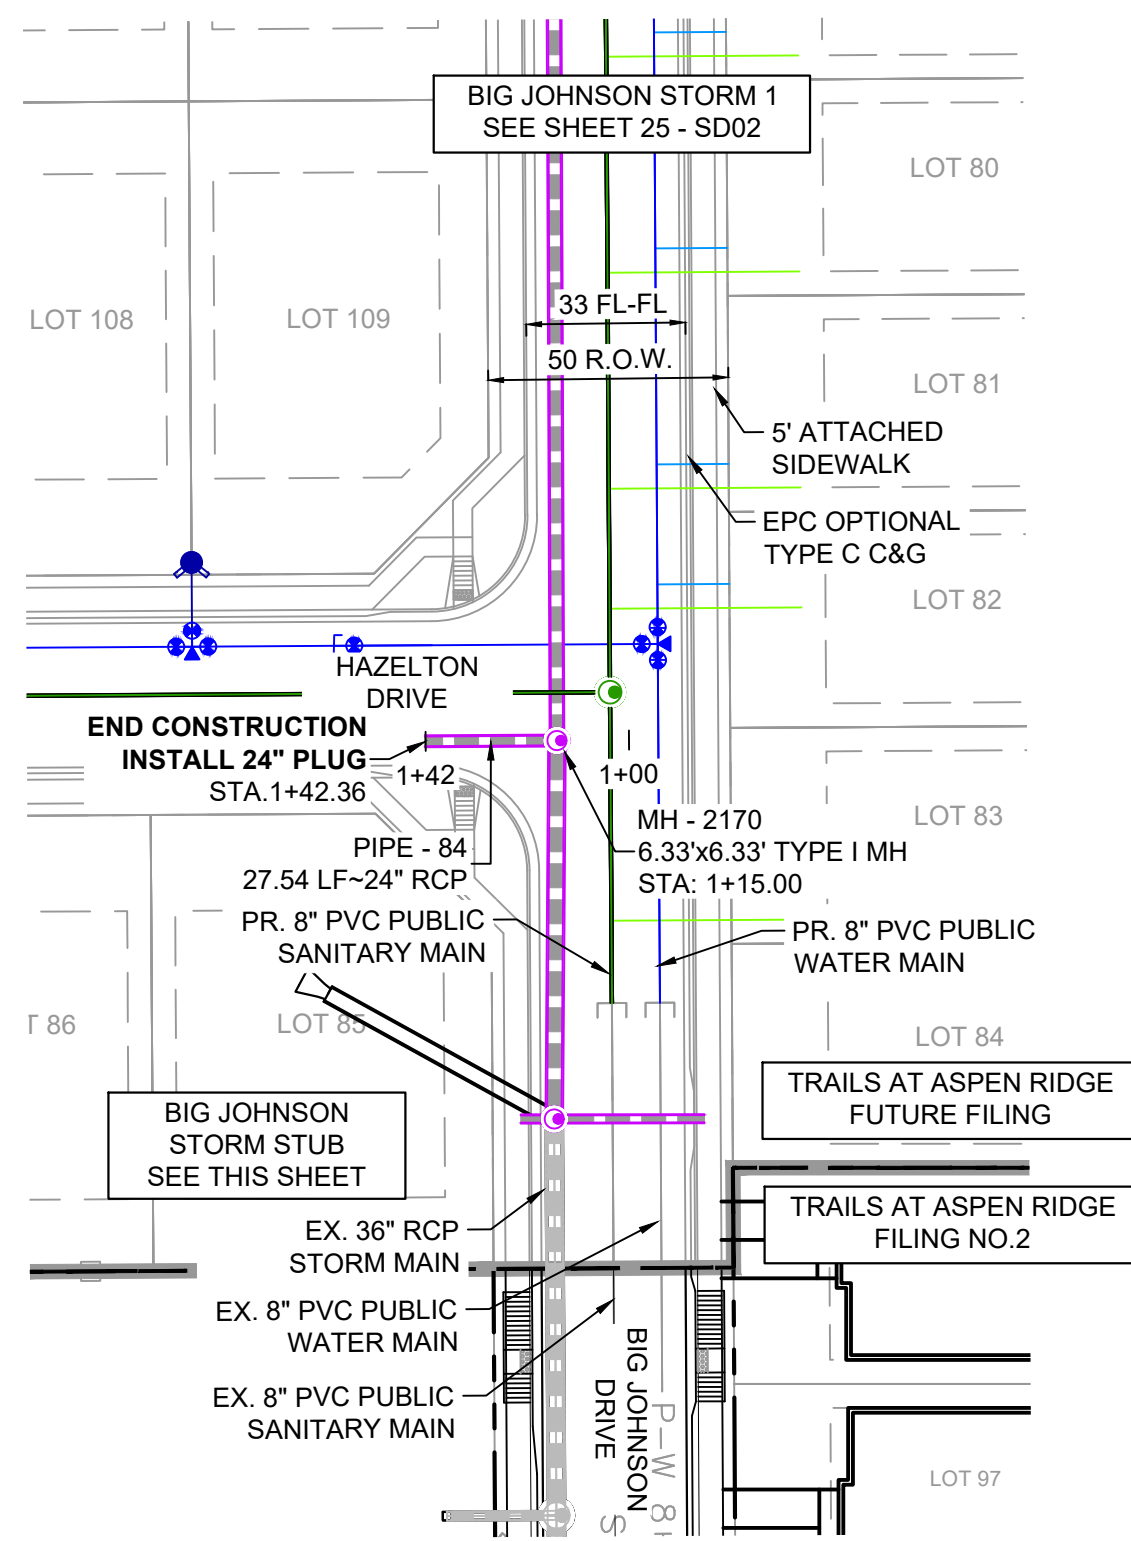 BIG JOHNSON STORM 1
SEE SHEET 25 - SD02
LOT 80
LOT 108
LOT 109
33 FL-FL
50 R.O.W.
LOT 81
5' ATTACHED
SIDEWALK
EPC OPTIONAL
TYPE C C&G
LOT 82
HAZELTON
DRIVE
END CONSTRUCTION
INSTALL 24" PLUG
STA.1+42.36
1+42
1+00
MH - 2170
6.33'x6.33' TYPE I MH
STA: 1+15.00
LOT 83
PIPE - 84
27.54 LF~24" RCP
PR. 8" PVC PUBLIC
SANITARY MAIN
PR. 8" PVC PUBLIC
WATER MAIN
T 86
LOT 85
LOT 84
TRAILS AT ASPEN RIDGE
FUTURE FILING
BIG JOHNSON
STORM STUB
SEE THIS SHEET
TRAILS AT ASPEN RIDGE
FILING NO.2
EX. 36" RCP
STORM MAIN
EX. 8" PVC PUBLIC
WATER MAIN
EX. 8" PVC PUBLIC
SANITARY MAIN
BIG JOHNSON
DRIVE
P-W 8
S
LOT 97